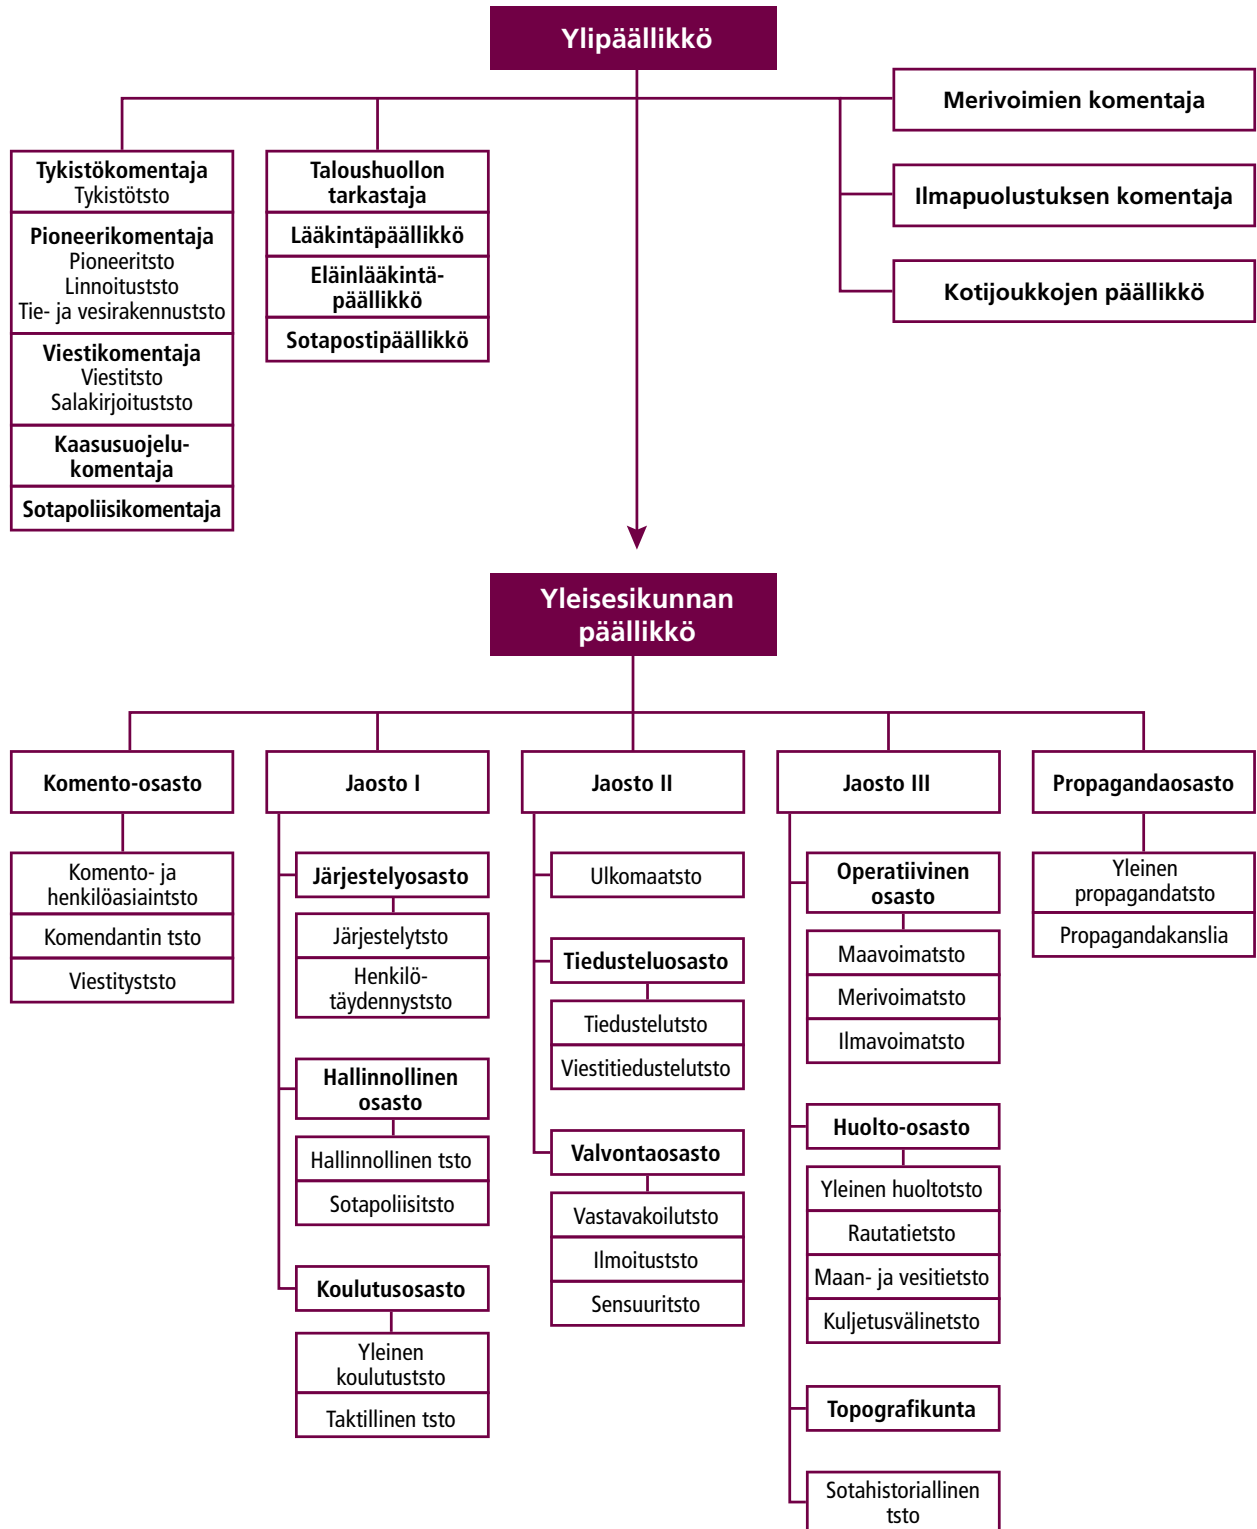 Ylipäällikkö
Merivoimien komentaja
Ilmapuolustuksen komentaja
Kotijoukkojen päällikkö
Tykistökomentaja
Tykistötsto
Pioneerikomentaja
Pioneeritsto
Linnoituststo
Tie- ja vesirakennuststo
Viestikomentaja
Viestitsto
Salakirjoituststo
Kaasusuojelu-
komentaja
Sotapoliisikomentaja
Taloushuollon
tarkastaja
Lääkintäpäällikkö
Eläinlääkintä-
päällikkö
Sotapostipäällikkö
Yleisesikunnan
päällikkö
Komento-osasto
Komento- ja
henkilöasiaintsto
Komendantin tsto
Viestityststo
Jaosto I
Järjestelyosasto
Järjestelytsto
Henkilö-
täydennyststo
Hallinnollinen
osasto
Hallinnollinen tsto
Sotapoliisitsto
Koulutusosasto
Yleinen
koulutuststo
Taktillinen tsto
Jaosto II
Ulkomaatsto
Tiedusteluosasto
Tiedustelutsto
Viestitiedustelutsto
Valvontaosasto
Vastavakoilutsto
Ilmoituststo
Sensuuritsto
Jaosto III
Operatiivinen
osasto
Maavoimatsto
Merivoimatsto
Ilmavoimatsto
Huolto-osasto
Yleinen huoltotsto
Rautatietsto
Maan- ja vesitietsto
Kuljetusvälinetsto
Topografikunta
Sotahistoriallinen
tsto
Propagandaosasto
Yleinen
propagandatsto
Propagandakanslia